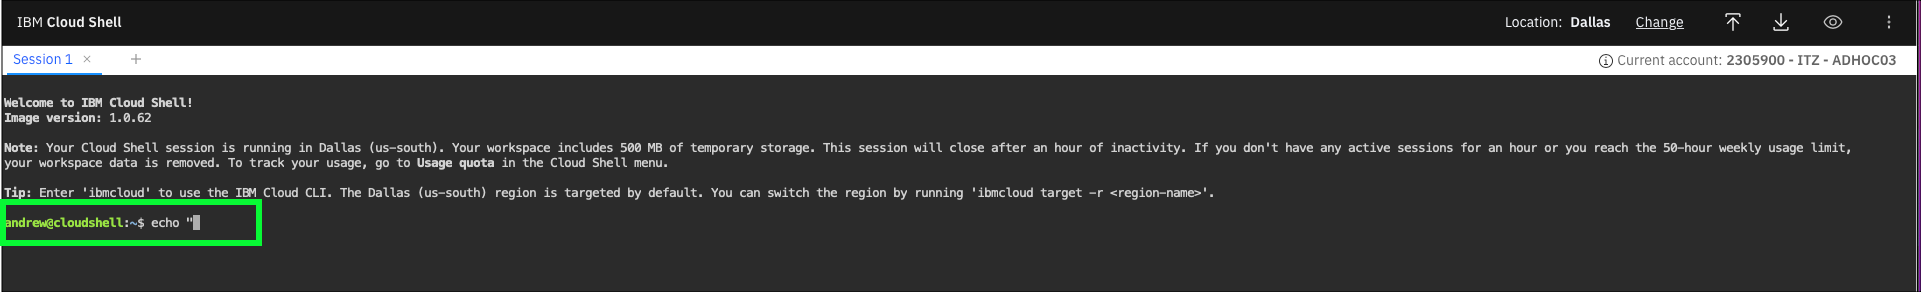 IBM Cloud Shell Location: Dallas Change
Session 1 × + Current account: 2305900 - ITZ - ADHOC03
Welcome to IBM Cloud Shell!
Image version: 1.0.62
Note: Your Cloud Shell session is running in Dallas (us-south). Your workspace includes 500 MB of temporary storage. This session will close after an hour of inactivity. If you don't have any active sessions for an hour or you reach the 50-hour weekly usage limit,
your workspace data is removed. To track your usage, go to Usage quota in the Cloud Shell menu.
Tip: Enter 'ibmcloud' to use the IBM Cloud CLI. The Dallas (us-south) region is targeted by default. You can switch the region by running 'ibmcloud target -r <region-name>'.
andrew@cloudshell:~$ echo "